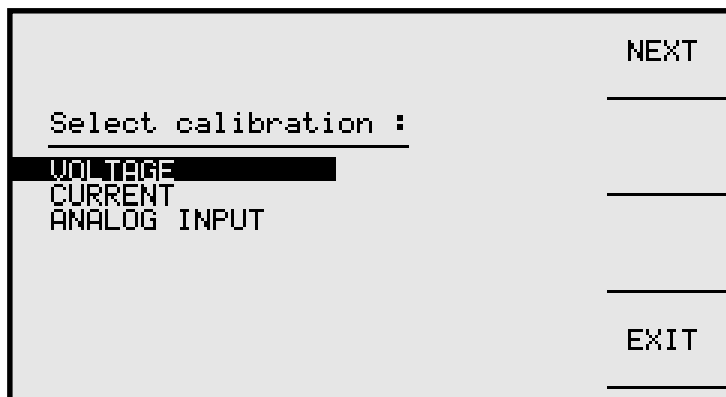 NEXT
Select calibration :
VOLTAGE
CURRENT
ANALOG INPUT
EXIT